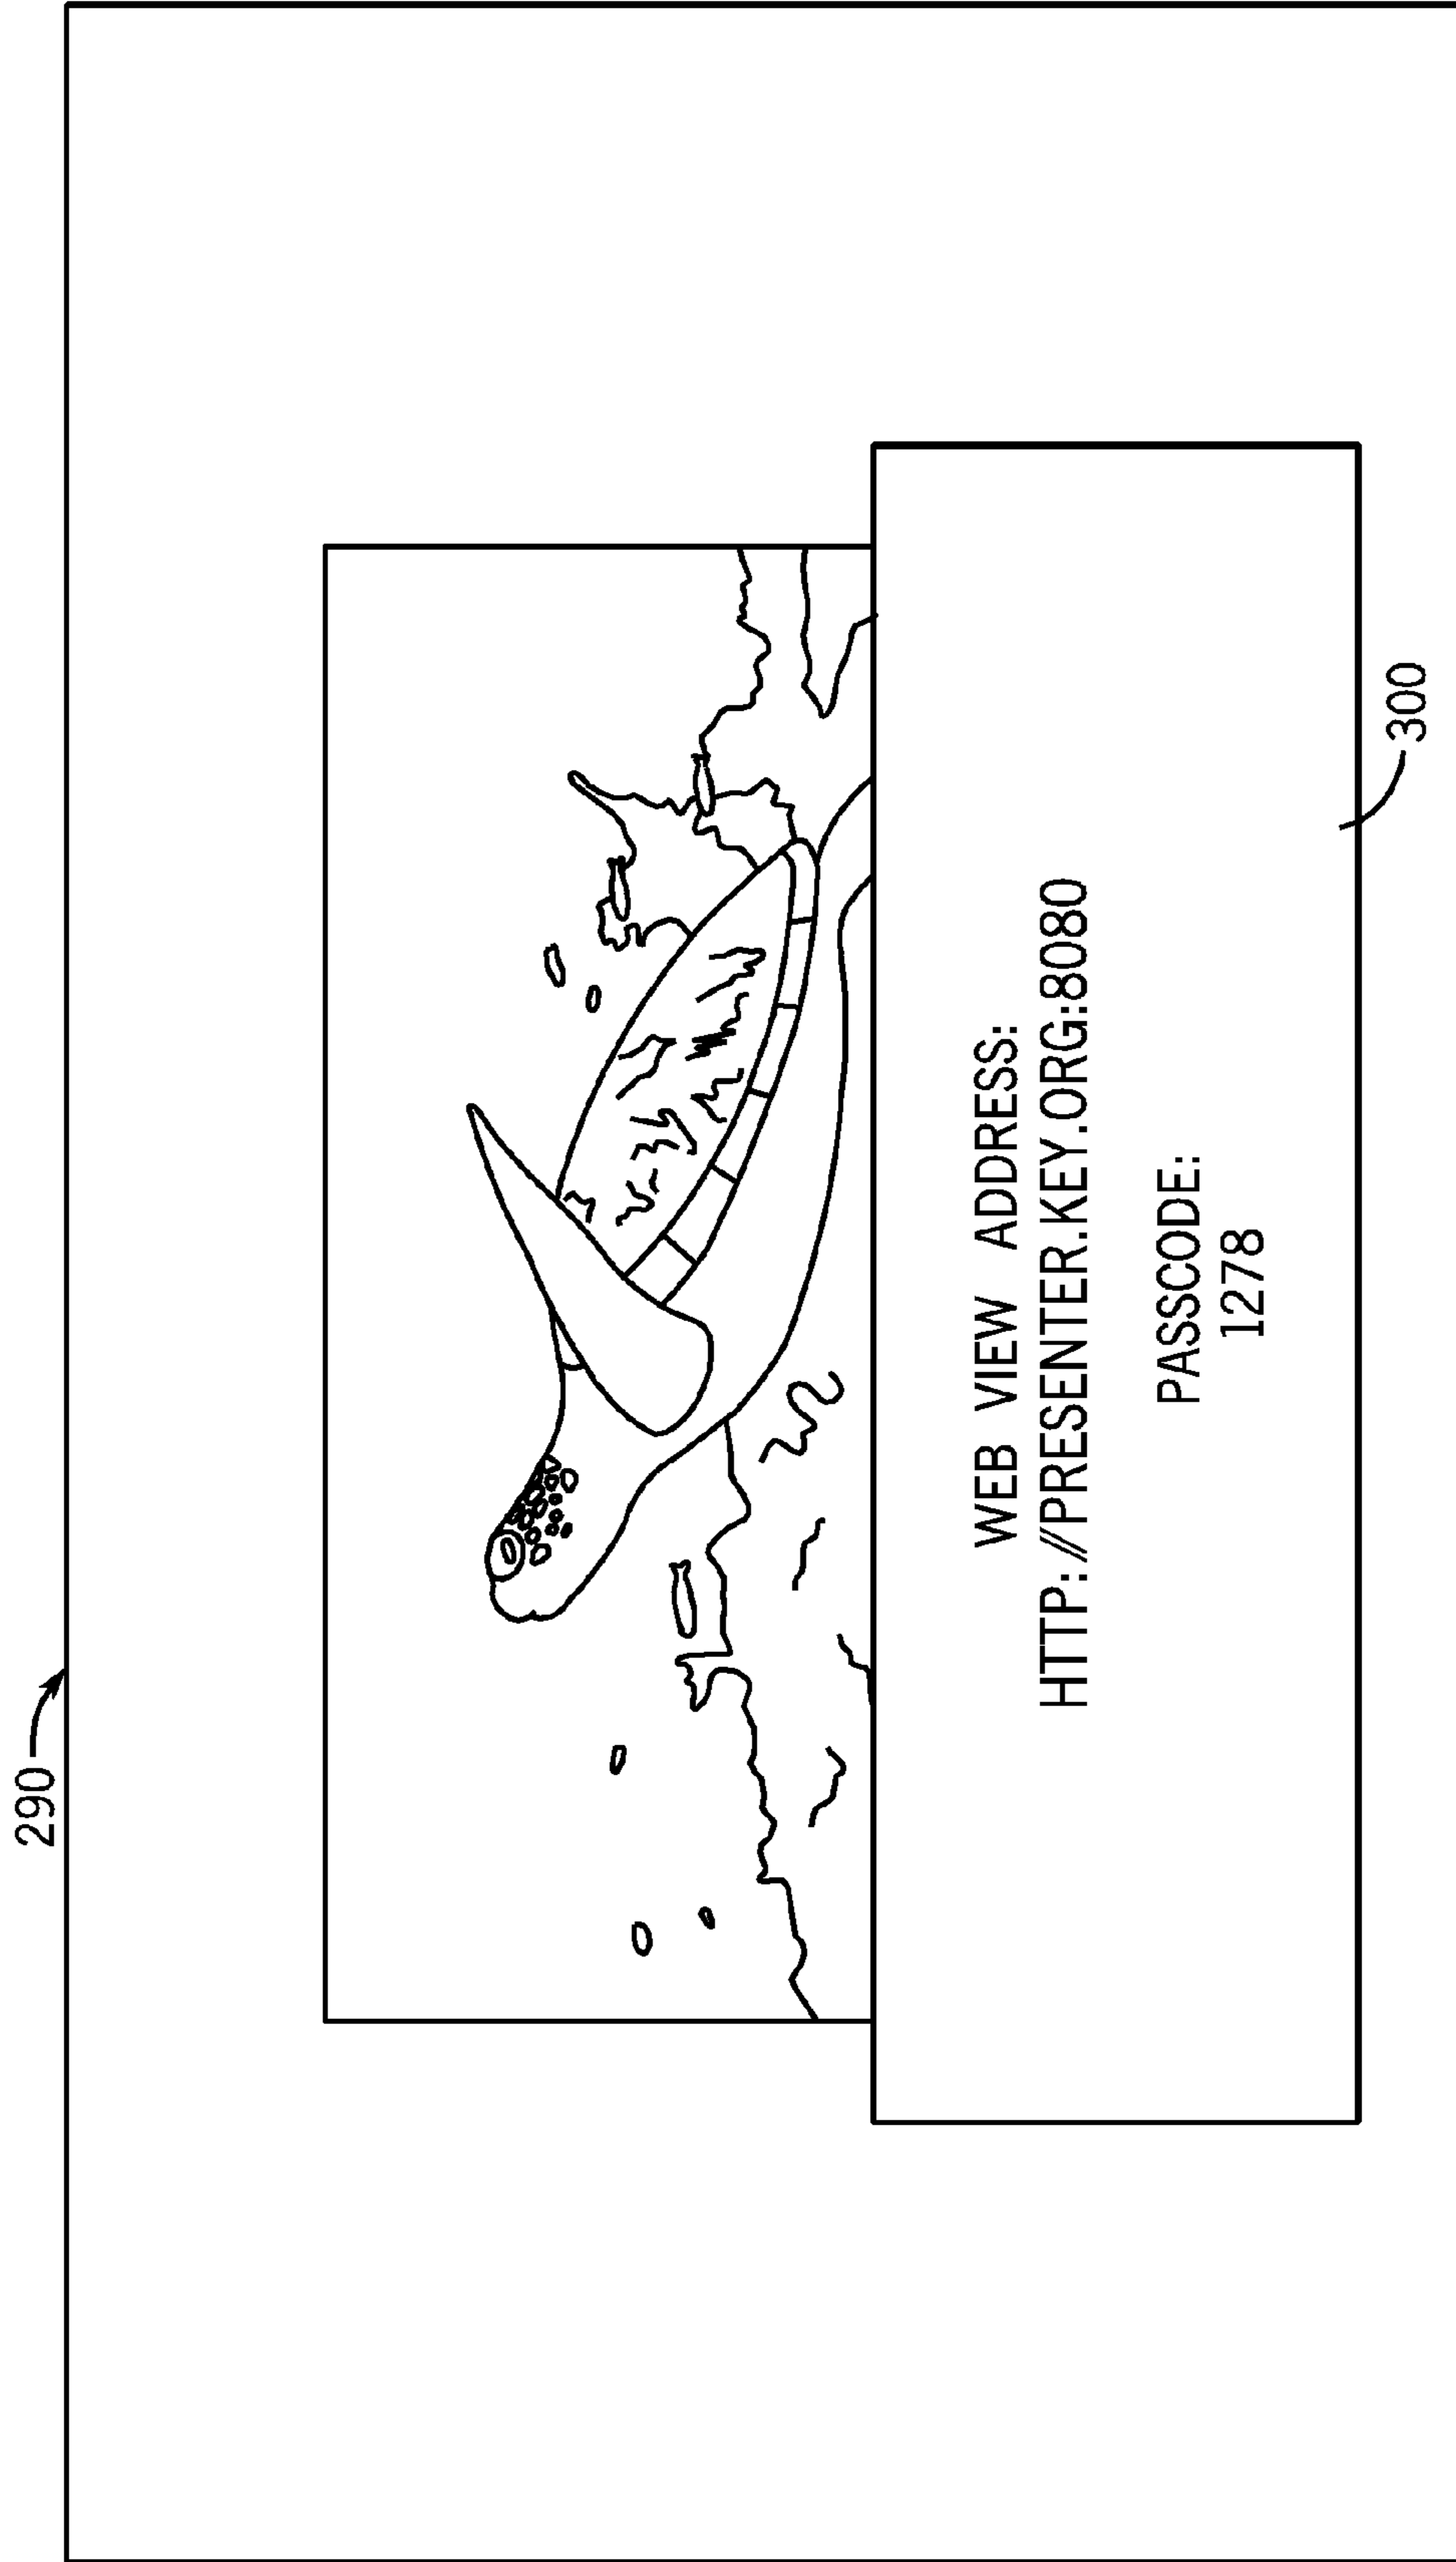 290
WEB VIEW ADDRESS:
HTTP://PRESENTER.KEY.ORG:8080
PASSCODE:
1278
300